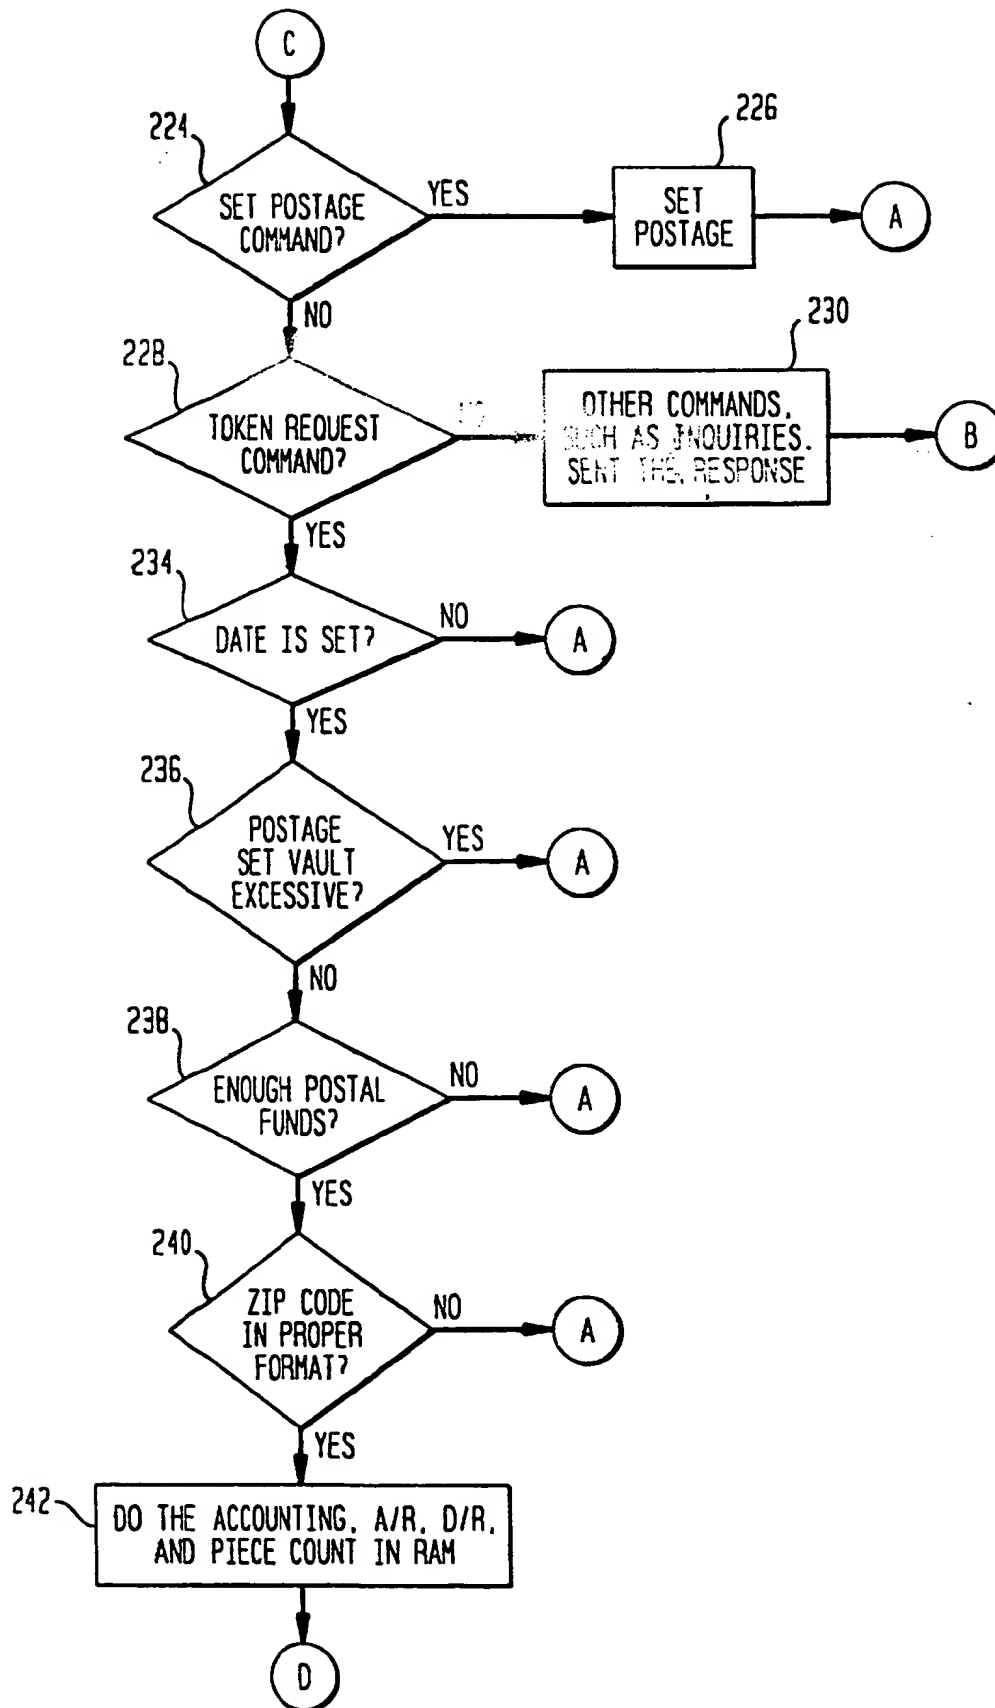 C
224
SET POSTAGE
COMMAND?
YES
226
SET
POSTAGE
A
NO
228
TOKEN REQUEST
COMMAND?
NO
230
OTHER COMMANDS,
SUCH AS INQUIRIES.
SENT THE RESPONSE
B
YES
234
DATE IS SET?
NO
A
YES
236
POSTAGE
SET VAULT
EXCESSIVE?
YES
A
NO
238
ENOUGH POSTAL
FUNDS?
NO
A
YES
240
ZIP CODE
IN PROPER
FORMAT?
NO
A
YES
242
DO THE ACCOUNTING, A/R, D/R,
AND PIECE COUNT IN RAM
D